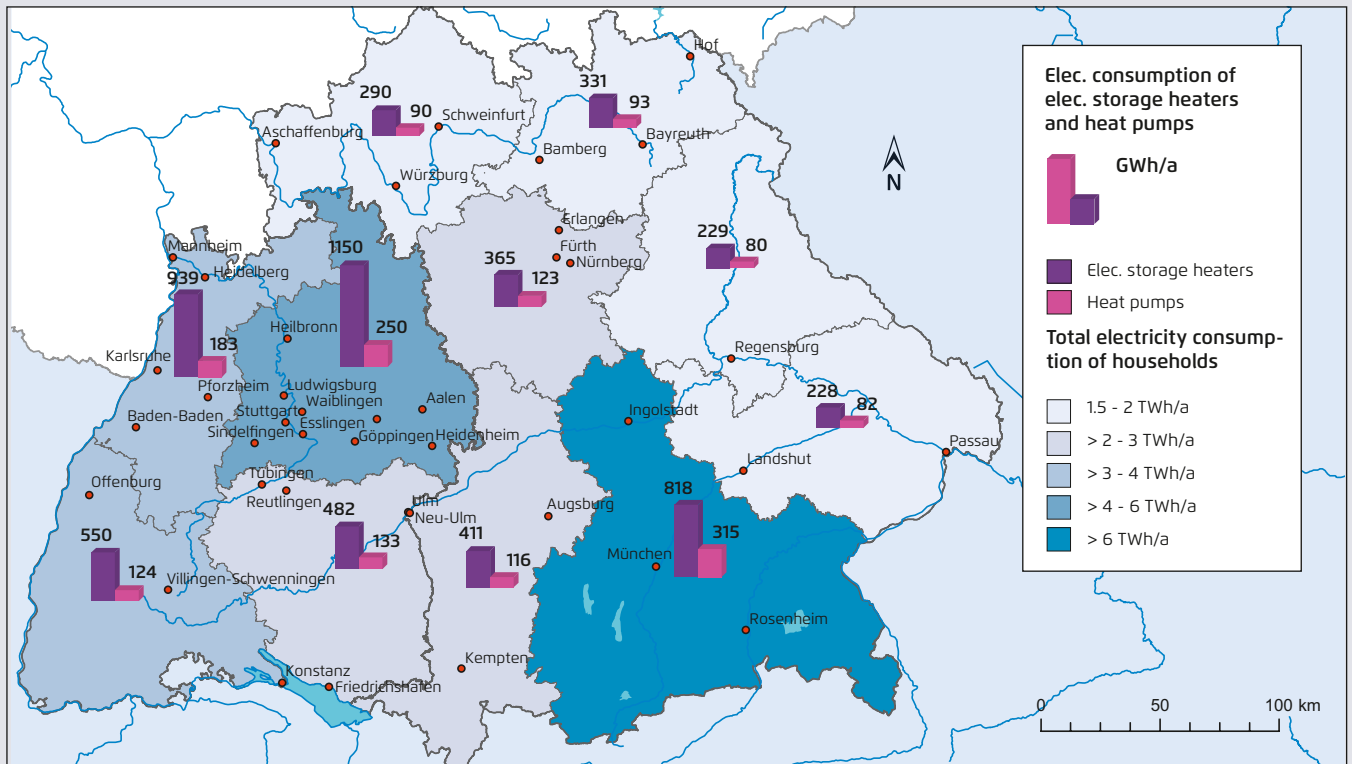 Hof
331
93
290
90
Schweinfurt
Aschaffenburg
Bayreuth
Bamberg
Würzburg
N
Erlangen
Fürth
Nürnberg
365
123
229
80
Mannheim
Heidelberg
939
183
1150
250
Heilbronn
Karlsruhe
Pforzheim
Ludwigsburg
Waiblingen
Aalen
Baden-Baden
Stuttgart
Esslingen
Sindelfingen
Göppingen
Heidenheim
Regensburg
Ingolstadt
228
82
Passau
Landshut
Offenburg
Tübingen
Reutlingen
Ulm
Neu-Ulm
Augsburg
482
133
411
116
818
315
München
550
124
Villingen-Schwenningen
Rosenheim
Kempten
Konstanz
Friedrichshafen
Elec. consumption of
elec. storage heaters
and heat pumps
GWh/a
Elec. storage heaters
Heat pumps
Total electricity consump-
tion of households
1.5 - 2 TWh/a
> 2 - 3 TWh/a
> 3 - 4 TWh/a
> 4 - 6 TWh/a
> 6 TWh/a
0 50 100 km